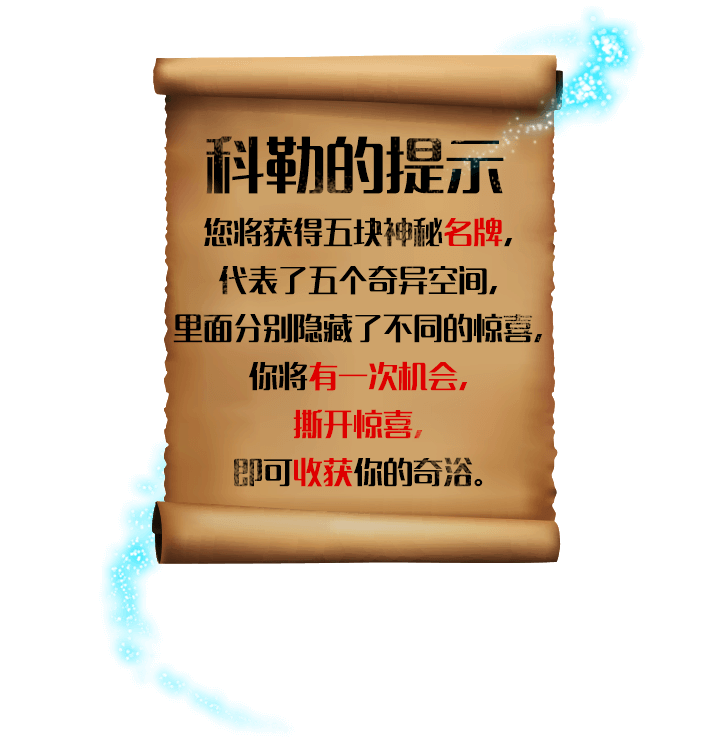 科勒的提示
您将获得五块神秘名牌,
代表了五个奇异空间,
里面分别隐藏了不同的惊喜,
你将有一次机会,
撕开惊喜,
即可收获你的奇浴。